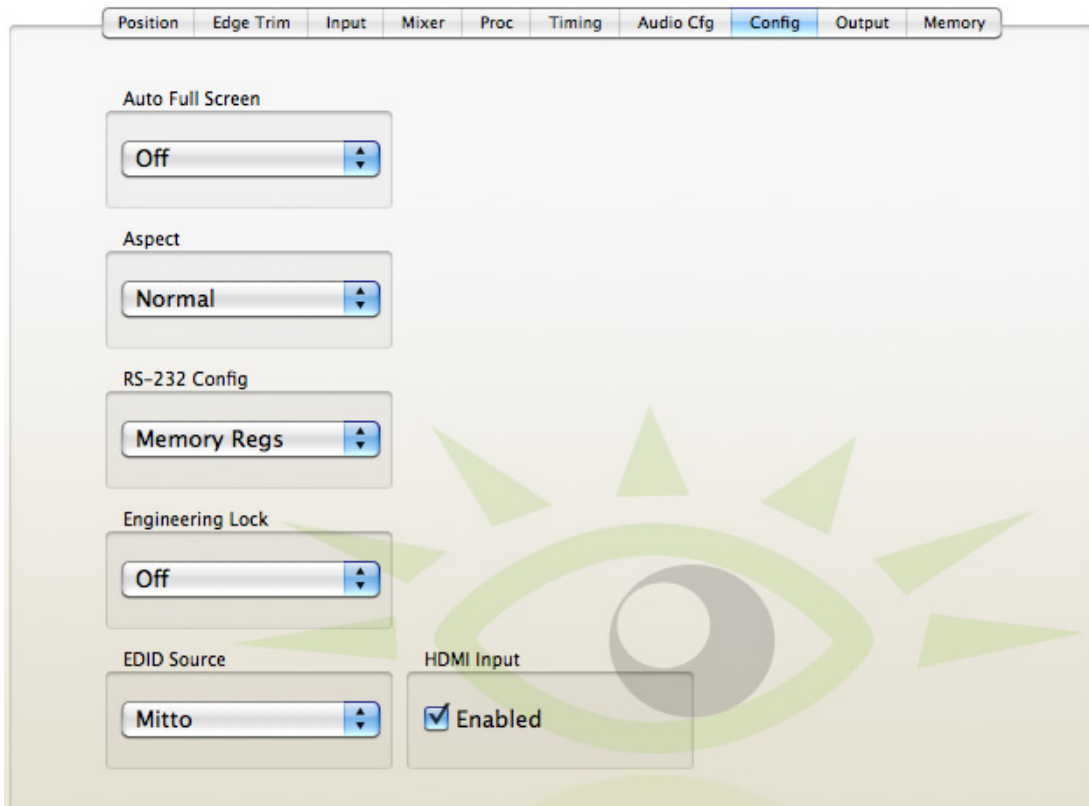 Position Edge Trim Input Mixer Proc Timing Audio Cfg Config Output Memory
Auto Full Screen
Off
Aspect
Normal
RS-232 Config
Memory Regs
Engineering Lock
Off
EDID Source HDMI Input
Mitto Enabled